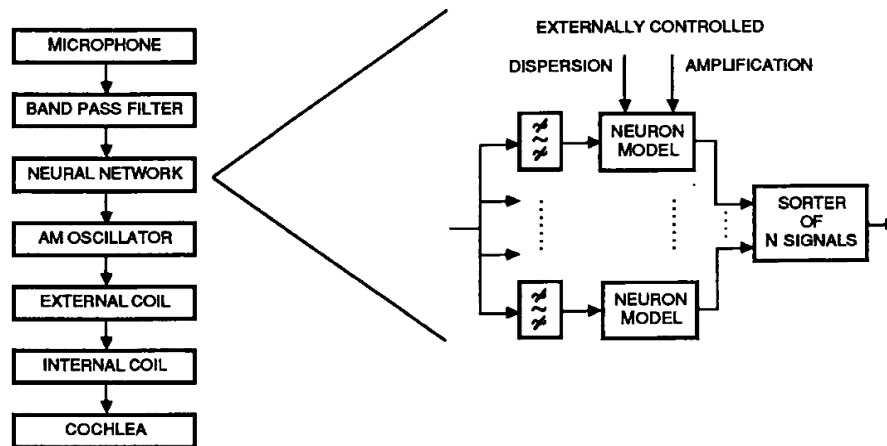 MICROPHONE
BAND PASS FILTER
NEURAL NETWORK
AM OSCILLATOR
EXTERNAL COIL
INTERNAL COIL
COCHLEA
EXTERNALLY CONTROLLED
DISPERSION
AMPLIFICATION
NEURON
MODEL
NEURON
MODEL
SORTER
OF
N SIGNALS